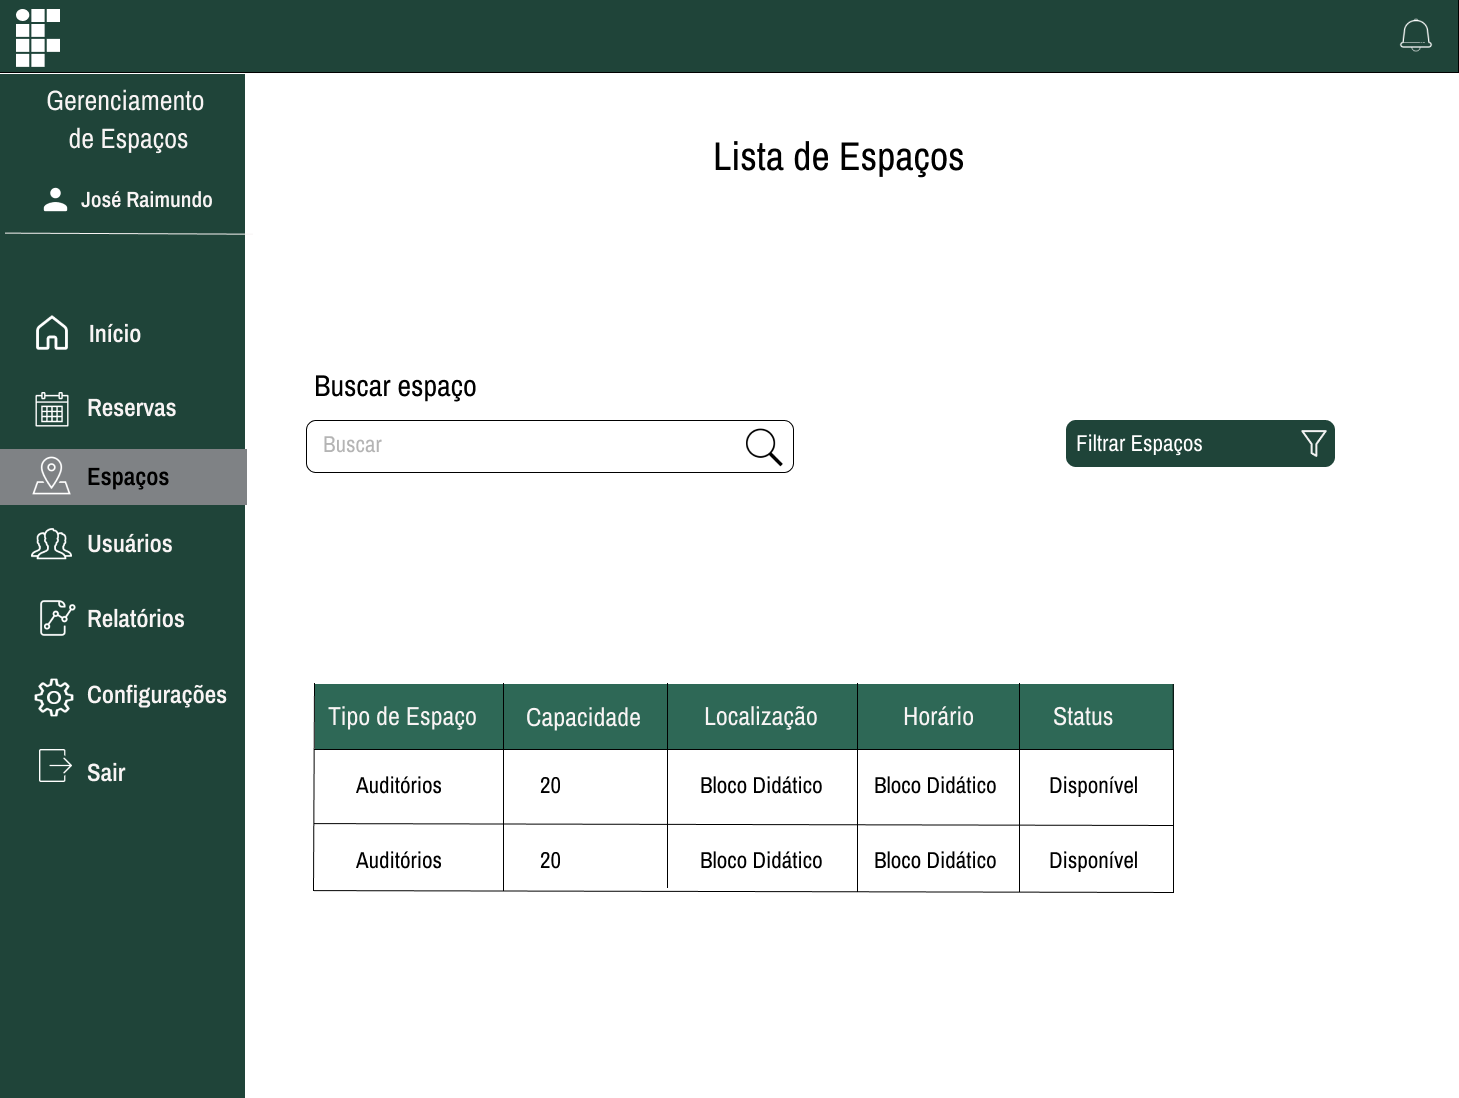 Gerenciamento
de Espaços
José Raimundo
Início
Reservas
Espaços
Usuários
Relatórios
Configurações
Sair
Lista de Espaços
Buscar espaço
Buscar
Filtrar Espaços
Tipo de Espaço Capacidade Localização Horário Status
Auditórios 20 Bloco Didático Bloco Didático Disponível
Auditórios 20 Bloco Didático Bloco Didático Disponível